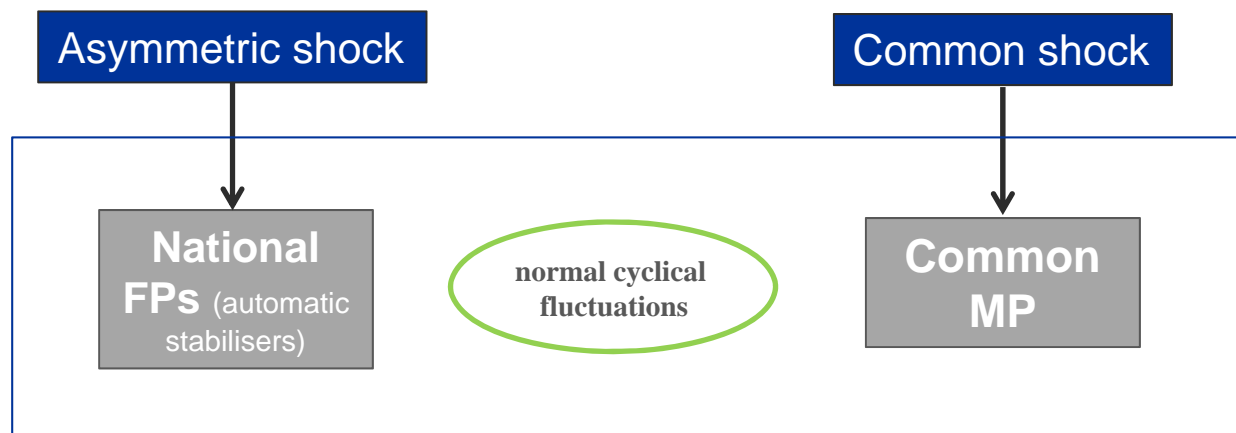 Asymmetric shock
Common shock
National
FPs (automatic
stabilisers)
normal cyclical
fluctuations
Common
MP